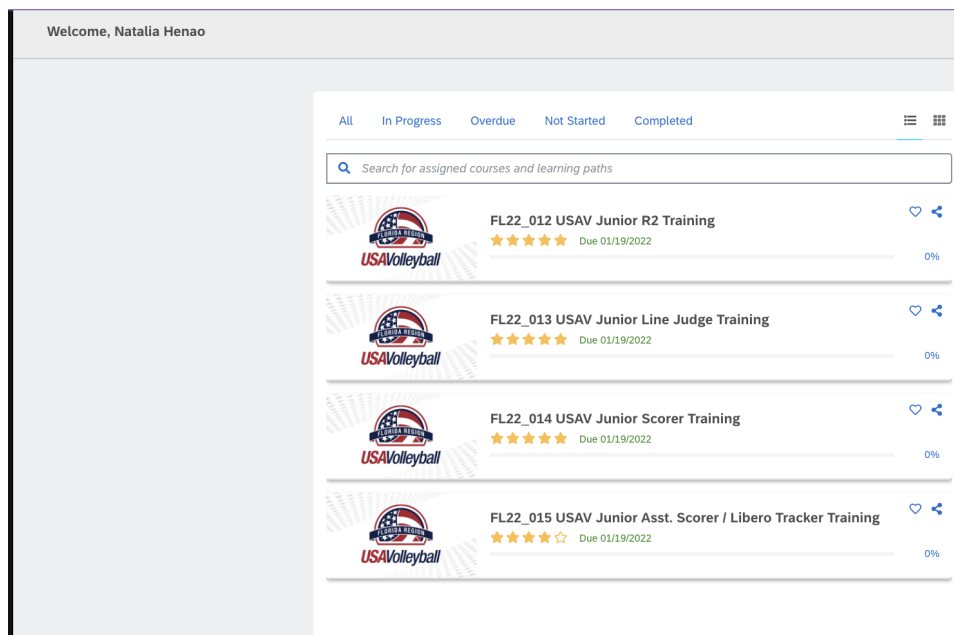 Welcome, Natalia Henao
All In Progress Overdue Not Started Completed
Search for assigned courses and learning paths
FLORIDA REGION
USAVolleyball
FL22_012 USAV Junior R2 Training
Due 01/19/2022
0%
FLORIDA REGION
USAVolleyball
FL22_013 USAV Junior Line Judge Training
Due 01/19/2022
0%
FLORIDA REGION
USAVolleyball
FL22_014 USAV Junior Scorer Training
Due 01/19/2022
0%
FLORIDA REGION
USAVolleyball
FL22_015 USAV Junior Asst. Scorer / Libero Tracker Training
Due 01/19/2022
0%